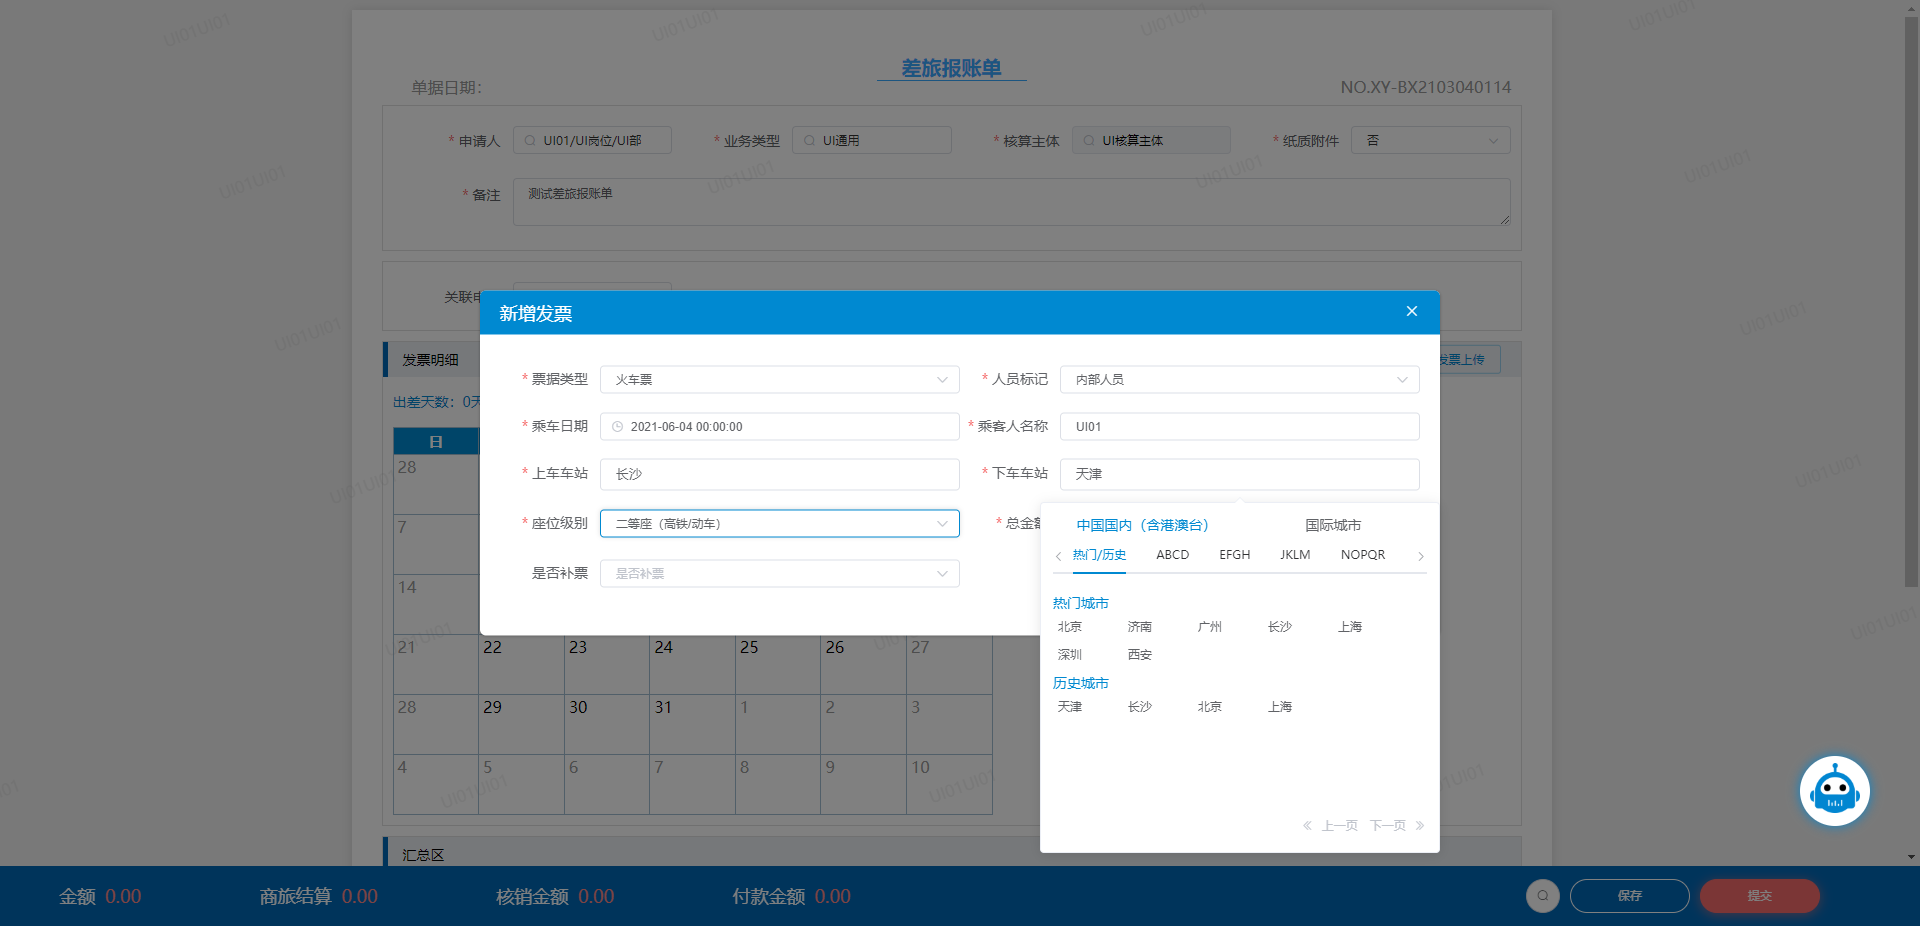 差旅报账单
单据日期：
NO.XY-BX2103040114
* 申请人 UI01/UI岗位/UI部 * 业务类型 UI通用 * 核算主体 UI核算主体 * 纸质附件 否
* 备注 测试差旅报账单
关联申
新增发票
发票明细
发票上传
出差天数：0天
日
* 票据类型 火车票 * 人员标记 内部人员
* 乘车日期 2021-06-04 00:00:00 * 乘客人名称 UI01
* 上车车站 长沙 * 下车车站 天津
* 座位级别 二等座（高铁/动车） * 总金额
是否补票 是否补票
中国国内（含港澳台） 国际城市
热门/历史 ABCD EFGH JKLM NOPQR
热门城市
北京 济南 广州 长沙 上海
深圳 西安
历史城市
天津 长沙 北京 上海
« 上一页 下一页 »
28
7
14
21 22 23 24 25 26 27
28 29 30 31 1 2 3
4 5 6 7 8 9 10
汇总区
金额 0.00 商旅结算 0.00 核销金额 0.00 付款金额 0.00
保存 提交
UI01UI01